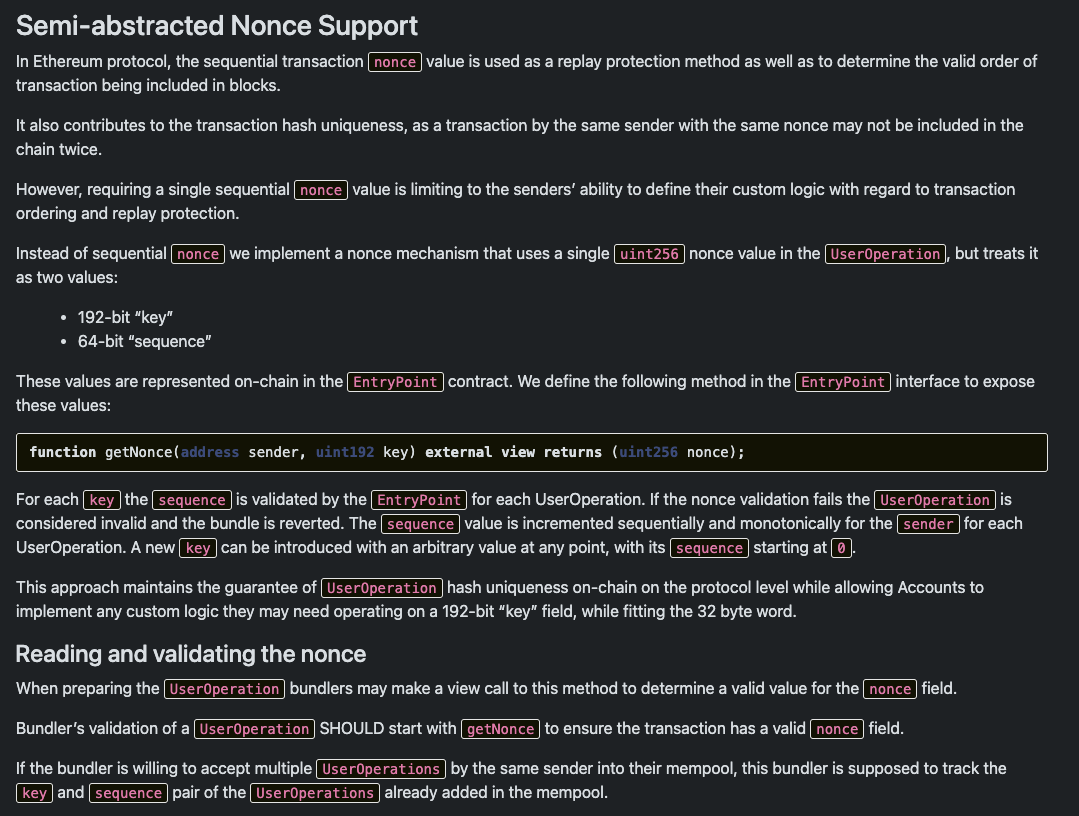 Semi-abstracted Nonce Support
In Ethereum protocol, the sequential transaction nonce value is used as a replay protection method as well as to determine the valid order of
transaction being included in blocks.
It also contributes to the transaction hash uniqueness, as a transaction by the same sender with the same nonce may not be included in the
chain twice.
However, requiring a single sequential nonce value is limiting to the senders’ ability to define their custom logic with regard to transaction
ordering and replay protection.
Instead of sequential nonce we implement a nonce mechanism that uses a single uint256 nonce value in the UserOperation, but treats it
as two values:
• 192-bit “key”
• 64-bit “sequence”
These values are represented on-chain in the EntryPoint contract. We define the following method in the EntryPoint interface to expose
these values:
function getNonce(address sender, uint192 key) external view returns (uint256 nonce);
For each key the sequence is validated by the EntryPoint for each UserOperation. If the nonce validation fails the UserOperation is
considered invalid and the bundle is reverted. The sequence value is incremented sequentially and monotonically for the sender for each
UserOperation. A new key can be introduced with an arbitrary value at any point, with its sequence starting at 0.
This approach maintains the guarantee of UserOperation hash uniqueness on-chain on the protocol level while allowing Accounts to
implement any custom logic they may need operating on a 192-bit “key” field, while fitting the 32 byte word.
Reading and validating the nonce
When preparing the UserOperation bundlers may make a view call to this method to determine a valid value for the nonce field.
Bundler’s validation of a UserOperation SHOULD start with getNonce to ensure the transaction has a valid nonce field.
If the bundler is willing to accept multiple UserOperations by the same sender into their mempool, this bundler is supposed to track the
key and sequence pair of the UserOperations already added in the mempool.